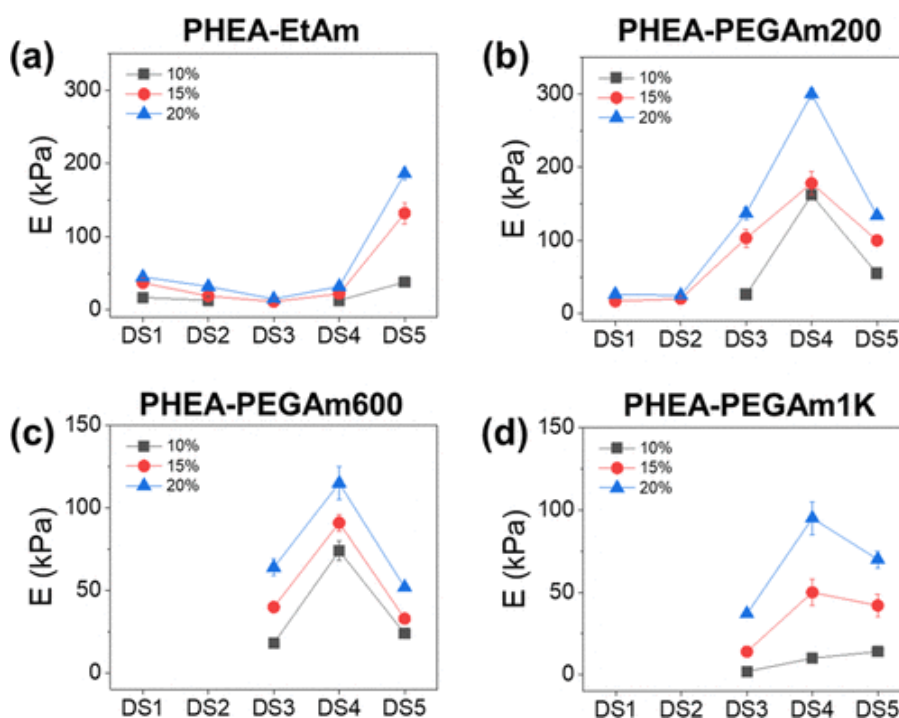 PHEA-EtAm
(a)
10%
15%
20%
E (kPa)
300
200
100
0
DS1 DS2 DS3 DS4 DS5
PHEA-PEGAm200
(b)
10%
15%
20%
E (kPa)
300
200
100
0
DS1 DS2 DS3 DS4 DS5
PHEA-PEGAm600
(c)
10%
15%
20%
E (kPa)
150
100
50
0
DS1 DS2 DS3 DS4 DS5
PHEA-PEGAm1K
(d)
10%
15%
20%
E (kPa)
150
100
50
0
DS1 DS2 DS3 DS4 DS5